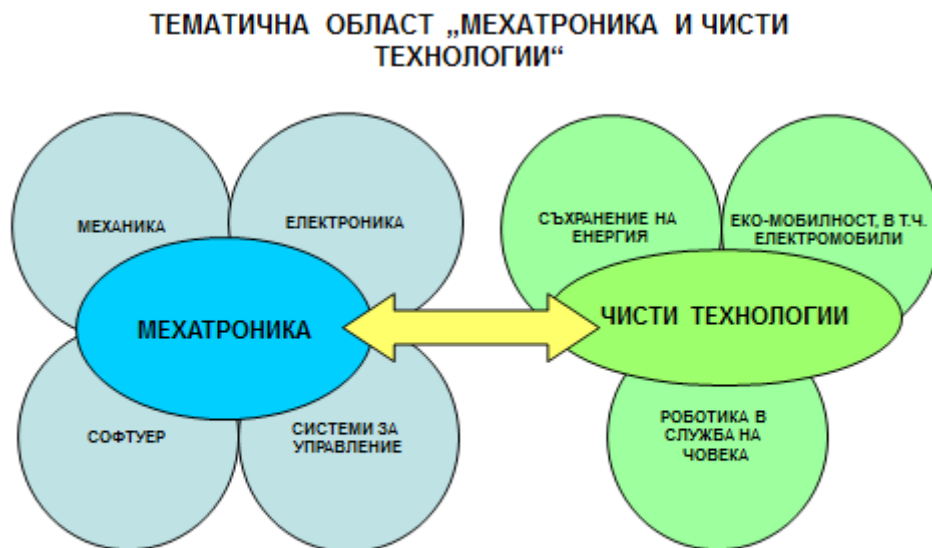 ТЕМАТИЧНА ОБЛАСТ „МЕХАТРОНИКА И ЧИСТИ
ТЕХНОЛОГИИ“
МЕХАНИКА
ЕЛЕКТРОНИКА
МЕХАТРОНИКА
СОФТУЕР
СИСТЕМИ ЗА
УПРАВЛЕНИЕ
СЪХРАНЕНИЕ НА
ЕНЕРГИЯ
ЕКО-МОБИЛНОСТ, В Т.Ч.
ЕЛЕКТРОМОБИЛИ
ЧИСТИ ТЕХНОЛОГИИ
РОБОТИКА В
СЛУЖБА НА
ЧОВЕКА